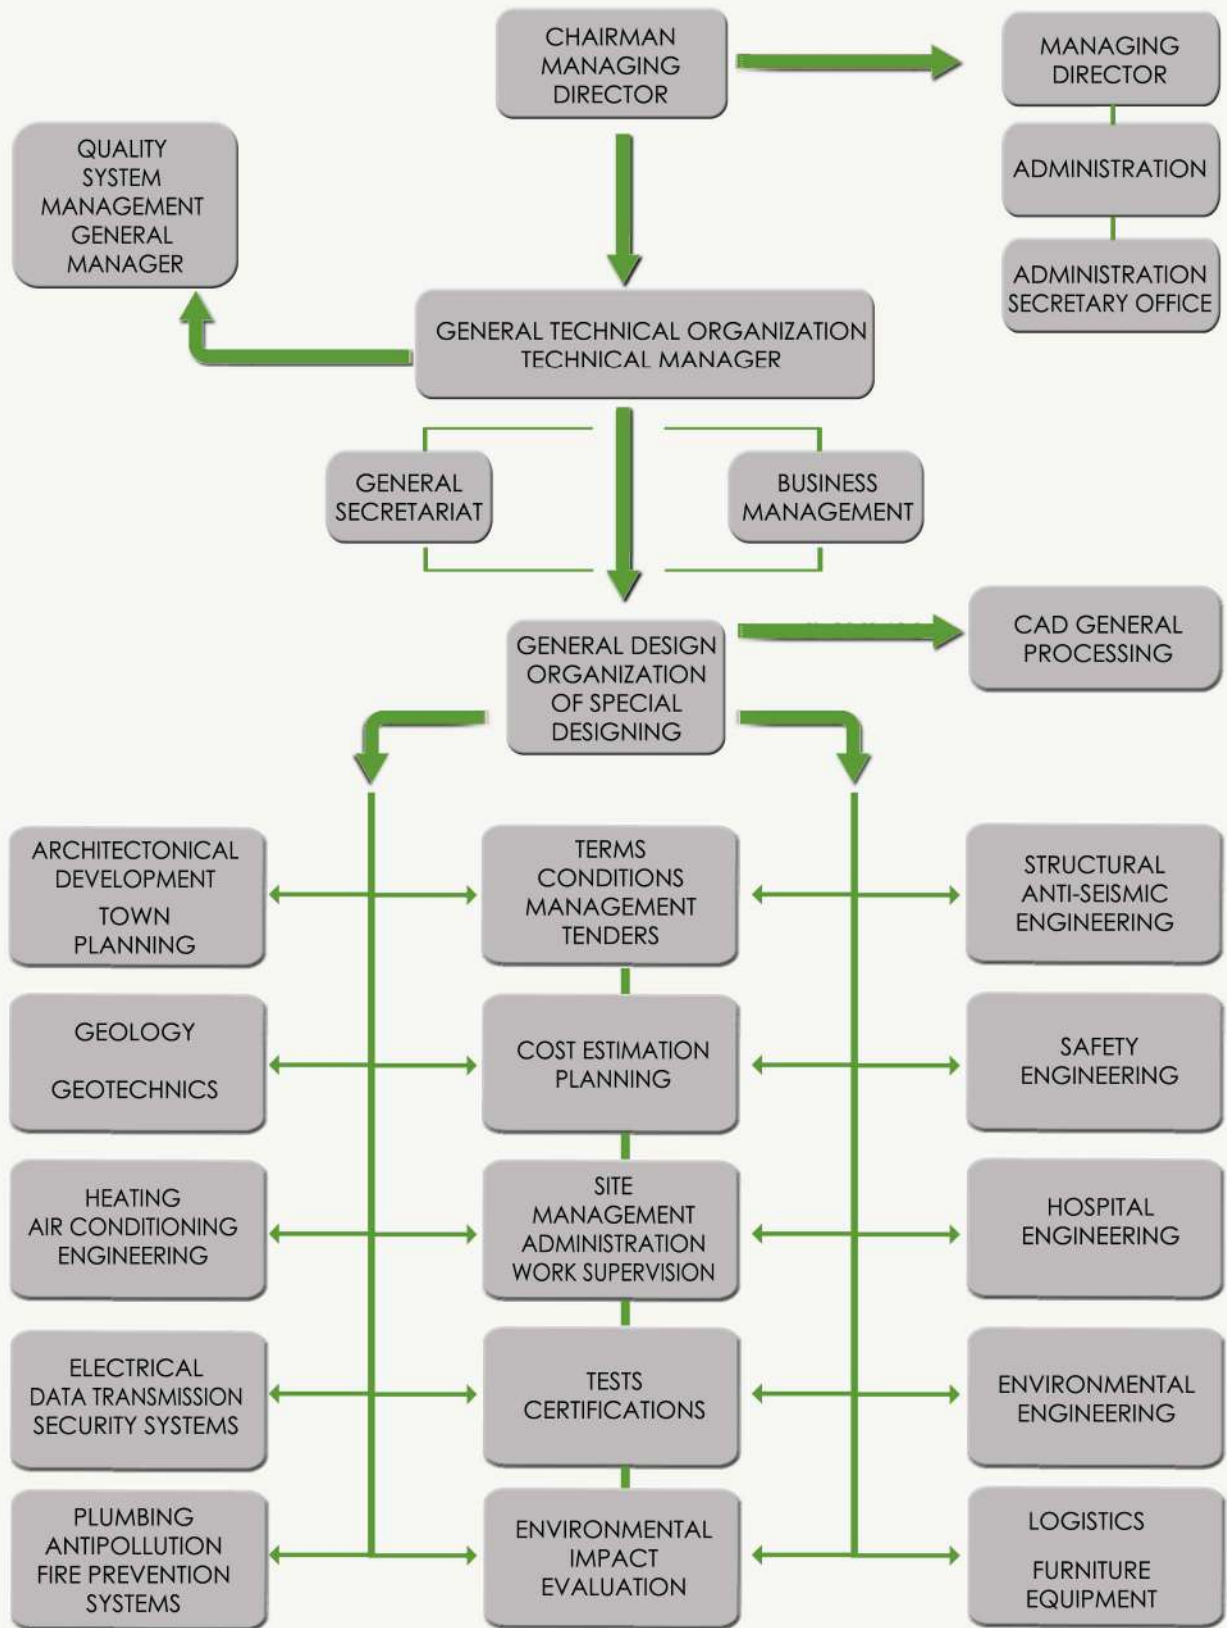 CHAIRMAN
MANAGING
DIRECTOR
MANAGING
DIRECTOR
ADMINISTRATION
ADMINISTRATION
SECRETARY OFFICE
QUALITY
SYSTEM
MANAGEMENT
GENERAL
MANAGER
GENERAL TECHNICAL ORGANIZATION
TECHNICAL MANAGER
GENERAL
SECRETARIAT
BUSINESS
MANAGEMENT
GENERAL DESIGN
ORGANIZATION
OF SPECIAL
DESIGNING
CAD GENERAL
PROCESSING
ARCHITECTONICAL
DEVELOPMENT
TOWN
PLANNING
TERMS
CONDITIONS
MANAGEMENT
TENDERS
STRUCTURAL
ANTI-SEISMIC
ENGINEERING
GEOLOGY
GEOTECHNICS
COST ESTIMATION
PLANNING
SAFETY
ENGINEERING
HEATING
AIR CONDITIONING
ENGINEERING
SITE
MANAGEMENT
ADMINISTRATION
WORK SUPERVISION
HOSPITAL
ENGINEERING
ELECTRICAL
DATA TRANSMISSION
SECURITY SYSTEMS
TESTS
CERTIFICATIONS
ENVIRONMENTAL
ENGINEERING
PLUMBING
ANTIPOLLUTION
FIRE PREVENTION
SYSTEMS
ENVIRONMENTAL
IMPACT
EVALUATION
LOGISTICS
FURNITURE
EQUIPMENT